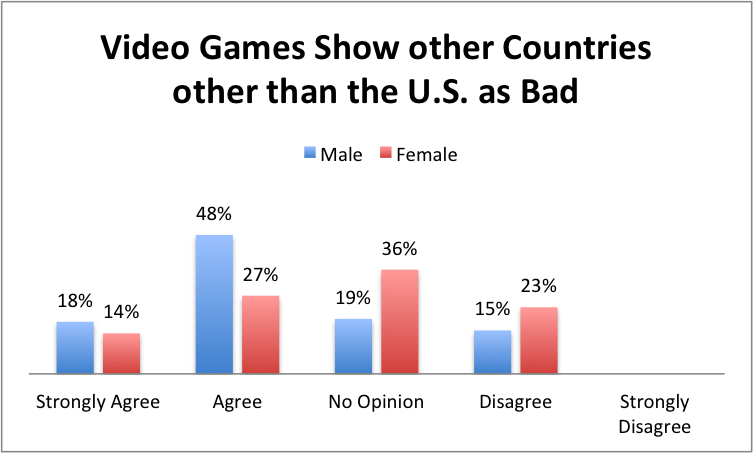 Video Games Show other Countries
other than the U.S. as Bad
Male Female
48%
36%
27%
23%
18%
19%
14%
15%
Strongly Agree Agree No Opinion Disagree Strongly
Disagree